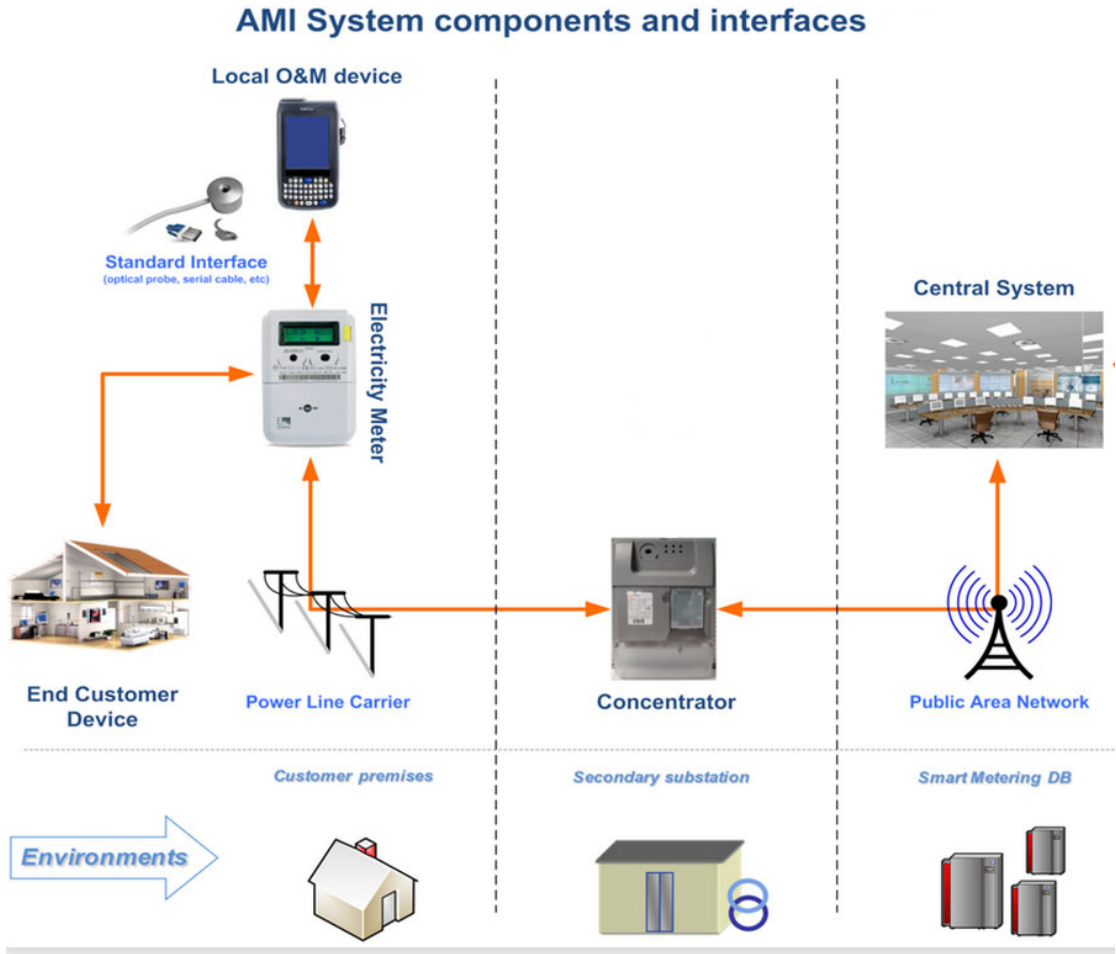 AMI System components and interfaces
Local O&M device
Standard Interface
(optical probe, serial cable, etc)
Electricity Meter
Central System
End Customer
Device
Power Line Carrier
Concentrator
Public Area Network
Customer premises
Secondary substation
Smart Metering DB
Environments